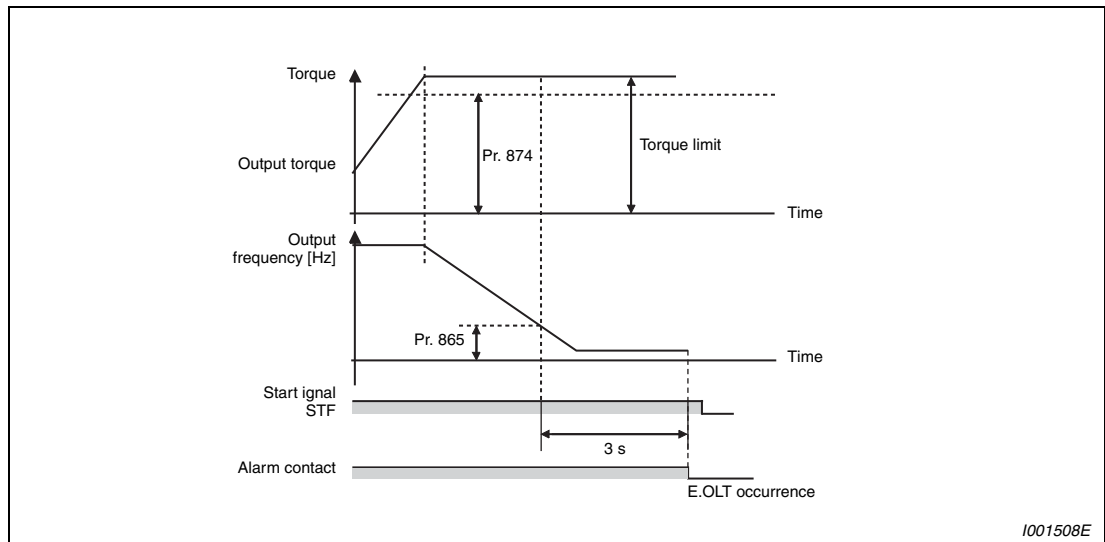 Torque
Output torque
Pr. 874
Torque limit
Time
Output
frequency [Hz]
Pr. 865
Time
Start ignal
STF
3 s
Alarm contact
E.OLT occurrence
I001508E